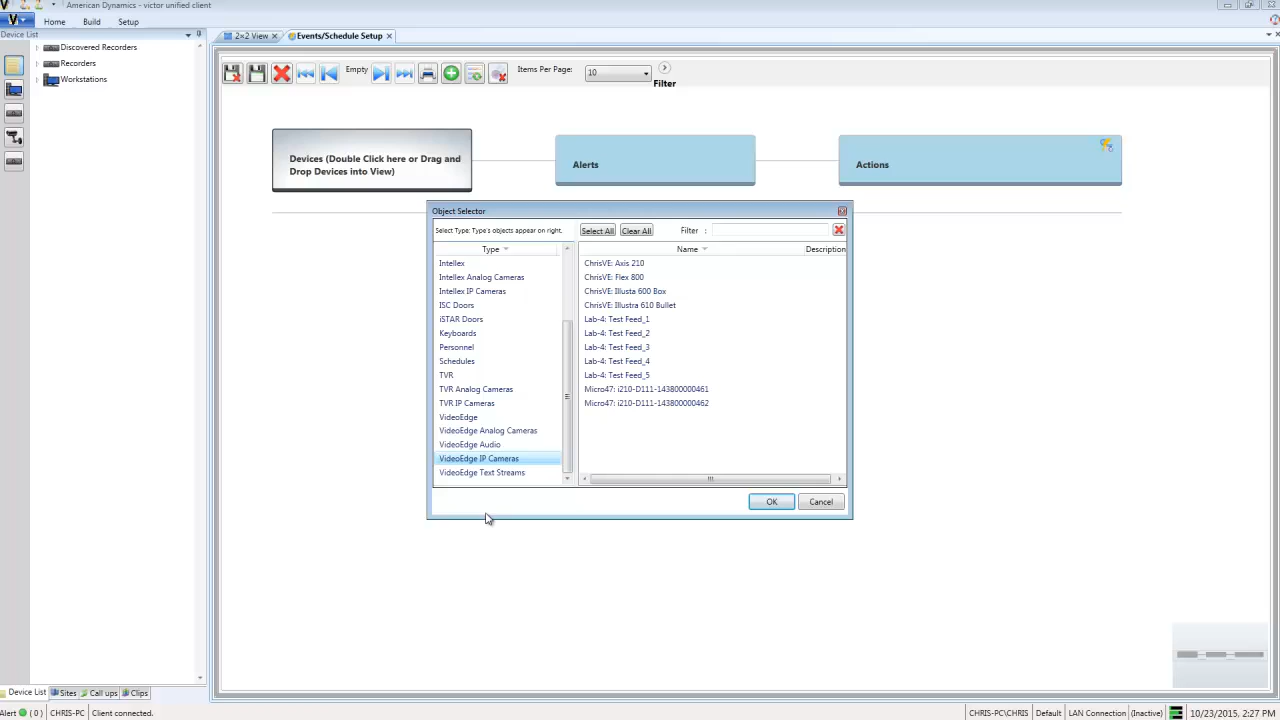 American Dynamics - victor unified client
V
Home Build Setup
Device List
Discovered Recorders
Recorders
Workstations
2×2 View
Events/Schedule Setup
Empty
Items Per Page:
10
Filter
Devices (Double Click here or Drag and
Drop Devices into View)
Alerts
Actions
Object Selector
Select Type: Type's objects appear on right.
Select All
Clear All
Filter :
Type
Name
Description
Intellex
Intellex Analog Cameras
Intellex IP Cameras
ISC Doors
iSTAR Doors
Keyboards
Personnel
Schedules
TVR
TVR Analog Cameras
TVR IP Cameras
VideoEdge
VideoEdge Analog Cameras
VideoEdge Audio
VideoEdge IP Cameras
VideoEdge Text Streams
ChrisVE: Axis 210
ChrisVE: Flex 800
ChrisVE: Illusta 600 Box
ChrisVE: Illustra 610 Bullet
Lab-4: Test Feed_1
Lab-4: Test Feed_2
Lab-4: Test Feed_3
Lab-4: Test Feed_4
Lab-4: Test Feed_5
Micro47: i210-D111-143800000461
Micro47: i210-D111-143800000462
OK
Cancel
Device List Sites Call ups Clips
Alert ( 0 ) CHRIS-PC Client connected.
CHRIS-PC\CHRIS Default LAN Connection (Inactive) 10/23/2015, 2:27 PM